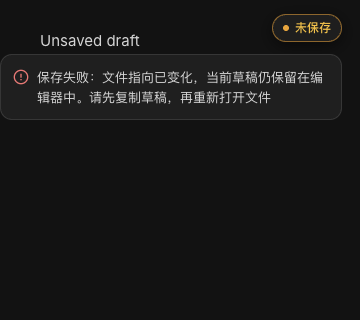 未保存
Unsaved draft
保存失败：文件指向已变化，当前草稿仍保留在编
辑器中。请先复制草稿，再重新打开文件